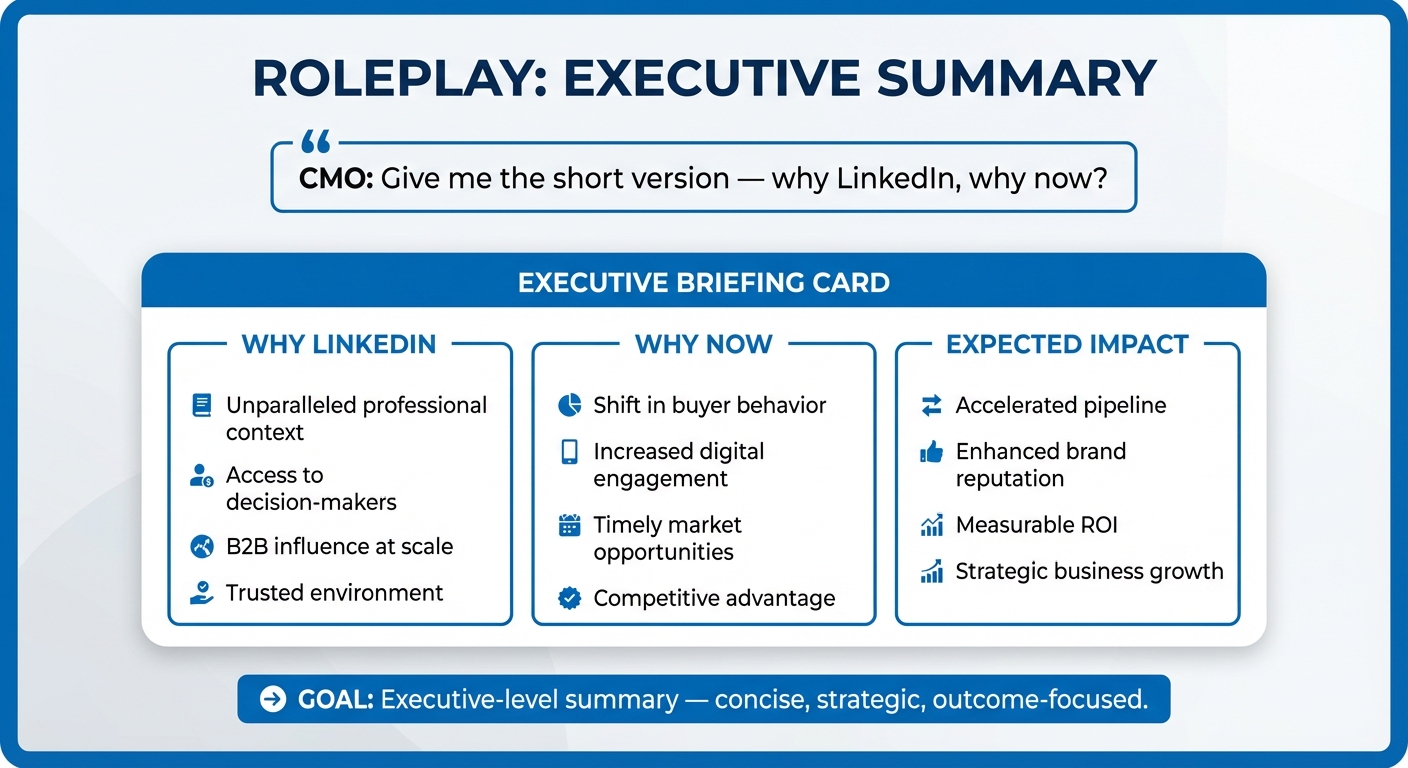 ROLEPLAY: EXECUTIVE SUMMARY
“
CMO: Give me the short version — why LinkedIn, why now?
EXECUTIVE BRIEFING CARD
WHY LINKEDIN
Unparalleled professional
context
Access to
decision-makers
B2B influence at scale
Trusted environment
WHY NOW
Shift in buyer behavior
Increased digital
engagement
Timely market
opportunities
Competitive advantage
EXPECTED IMPACT
Accelerated pipeline
Enhanced brand
reputation
Measurable ROI
Strategic business growth
GOAL: Executive-level summary — concise, strategic, outcome-focused.